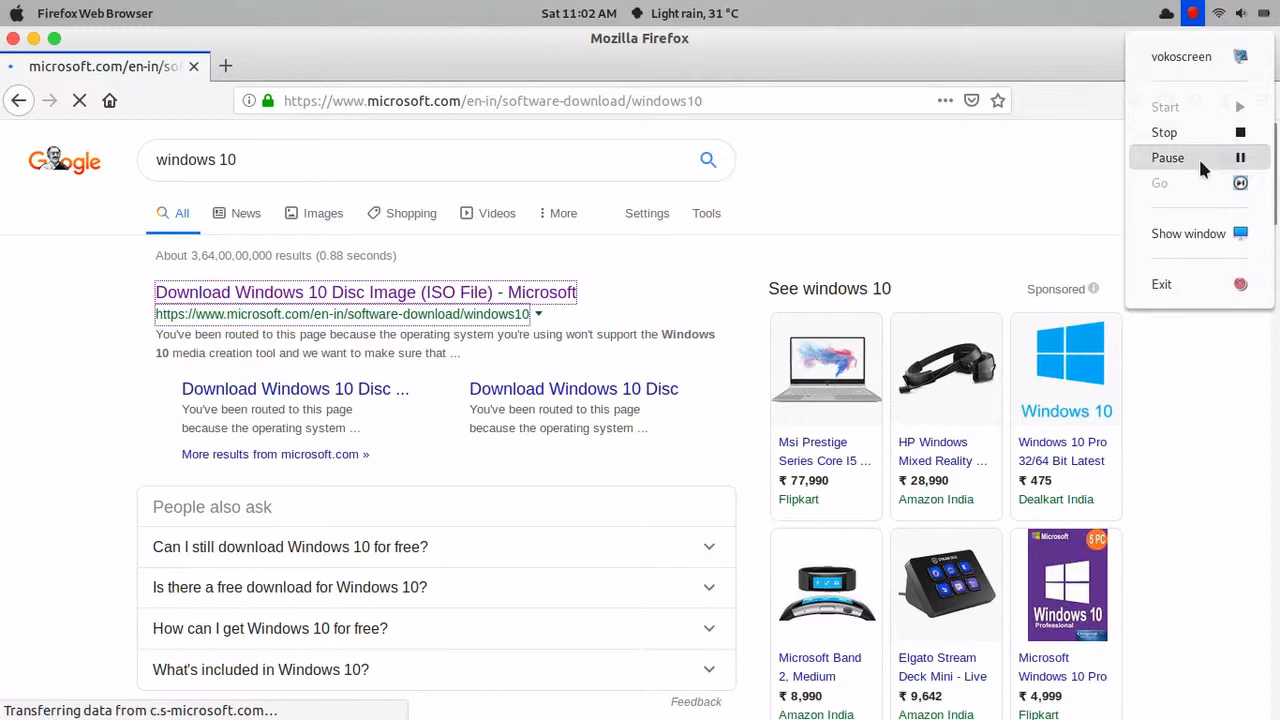 Firefox Web Browser
Sat 11:02 AM
Light rain, 31 °C
Mozilla Firefox
microsoft.com/en-in/so
https://www.microsoft.com/en-in/software-download/windows10
vokoscreen
Start
Stop
Pause
Go
Show window
Exit
Google
windows 10
All
News
Images
Shopping
Videos
More
Settings
Tools
About 3,64,00,00,000 results (0.88 seconds)
Download Windows 10 Disc Image (ISO File) - Microsoft
https://www.microsoft.com/en-in/software-download/windows10
You've been routed to this page because the operating system you're using won't support the Windows
10 media creation tool and we want to make sure that ...
Download Windows 10 Disc ...
You've been routed to this page
because the operating system ...
Download Windows 10 Disc
You've been routed to this page
because the operating system ...
More results from microsoft.com »
People also ask
Can I still download Windows 10 for free?
Is there a free download for Windows 10?
How can I get Windows 10 for free?
What's included in Windows 10?
Feedback
See windows 10
Sponsored
Msi Prestige
Series Core I5 ...
₹ 77,990
Flipkart
HP Windows
Mixed Reality ...
₹ 28,990
Amazon India
Windows 10
Windows 10 Pro
32/64 Bit Latest
₹ 475
Dealkart India
Microsoft Band
2, Medium
₹ 8,990
Amazon India
Elgato Stream
Deck Mini - Live
₹ 9,642
Amazon India
Microsoft
5 PC
Windows 10
Professional
Microsoft
Windows 10 Pro
₹ 4,999
Flipkart
Transferring data from c.s-microsoft.com…